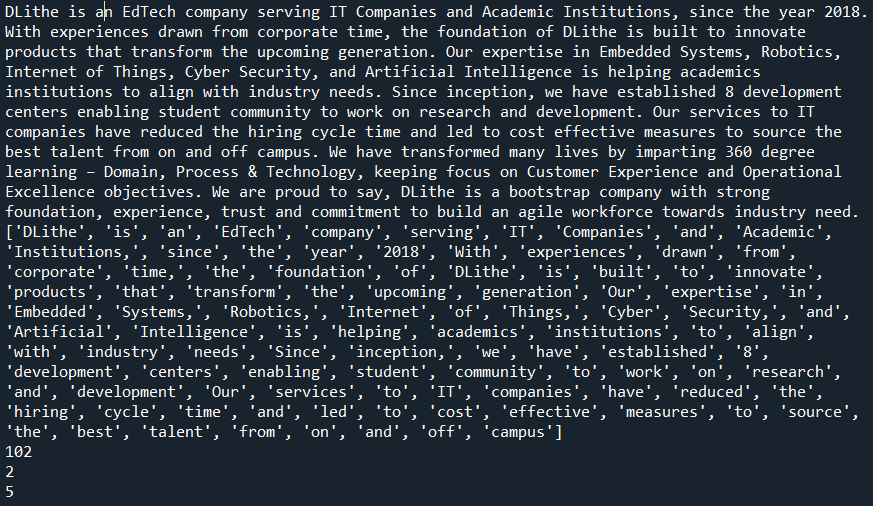 DLithe is an EdTech company serving IT Companies and Academic Institutions, since the year 2018.
With experiences drawn from corporate time, the foundation of DLithe is built to innovate
products that transform the upcoming generation. Our expertise in Embedded Systems, Robotics,
Internet of Things, Cyber Security, and Artificial Intelligence is helping academics
institutions to align with industry needs. Since inception, we have established 8 development
centers enabling student community to work on research and development. Our services to IT
companies have reduced the hiring cycle time and led to cost effective measures to source the
best talent from on and off campus. We have transformed many lives by imparting 360 degree
learning – Domain, Process & Technology, keeping focus on Customer Experience and Operational
Excellence objectives. We are proud to say, DLithe is a bootstrap company with strong
foundation, experience, trust and commitment to build an agile workforce towards industry need.
['DLithe', 'is', 'an', 'EdTech', 'company', 'serving', 'IT', 'Companies', 'and', 'Academic',
'Institutions,', 'since', 'the', 'year', '2018', 'With', 'experiences', 'drawn', 'from',
'corporate', 'time,', 'the', 'foundation', 'of', 'DLithe', 'is', 'built', 'to', 'innovate',
'products', 'that', 'transform', 'the', 'upcoming', 'generation', 'Our', 'expertise', 'in',
'Embedded', 'Systems,', 'Robotics,', 'Internet', 'of', 'Things,', 'Cyber', 'Security,', 'and',
'Artificial', 'Intelligence', 'is', 'helping', 'academics', 'institutions', 'to', 'align',
'with', 'industry', 'needs', 'Since', 'inception,', 'we', 'have', 'established', '8',
'development', 'centers', 'enabling', 'student', 'community', 'to', 'work', 'on', 'research',
'and', 'development', 'Our', 'services', 'to', 'IT', 'companies', 'have', 'reduced', 'the',
'hiring', 'cycle', 'time', 'and', 'led', 'to', 'cost', 'effective', 'measures', 'to', 'source',
'the', 'best', 'talent', 'from', 'on', 'and', 'off', 'campus']
102
2
5